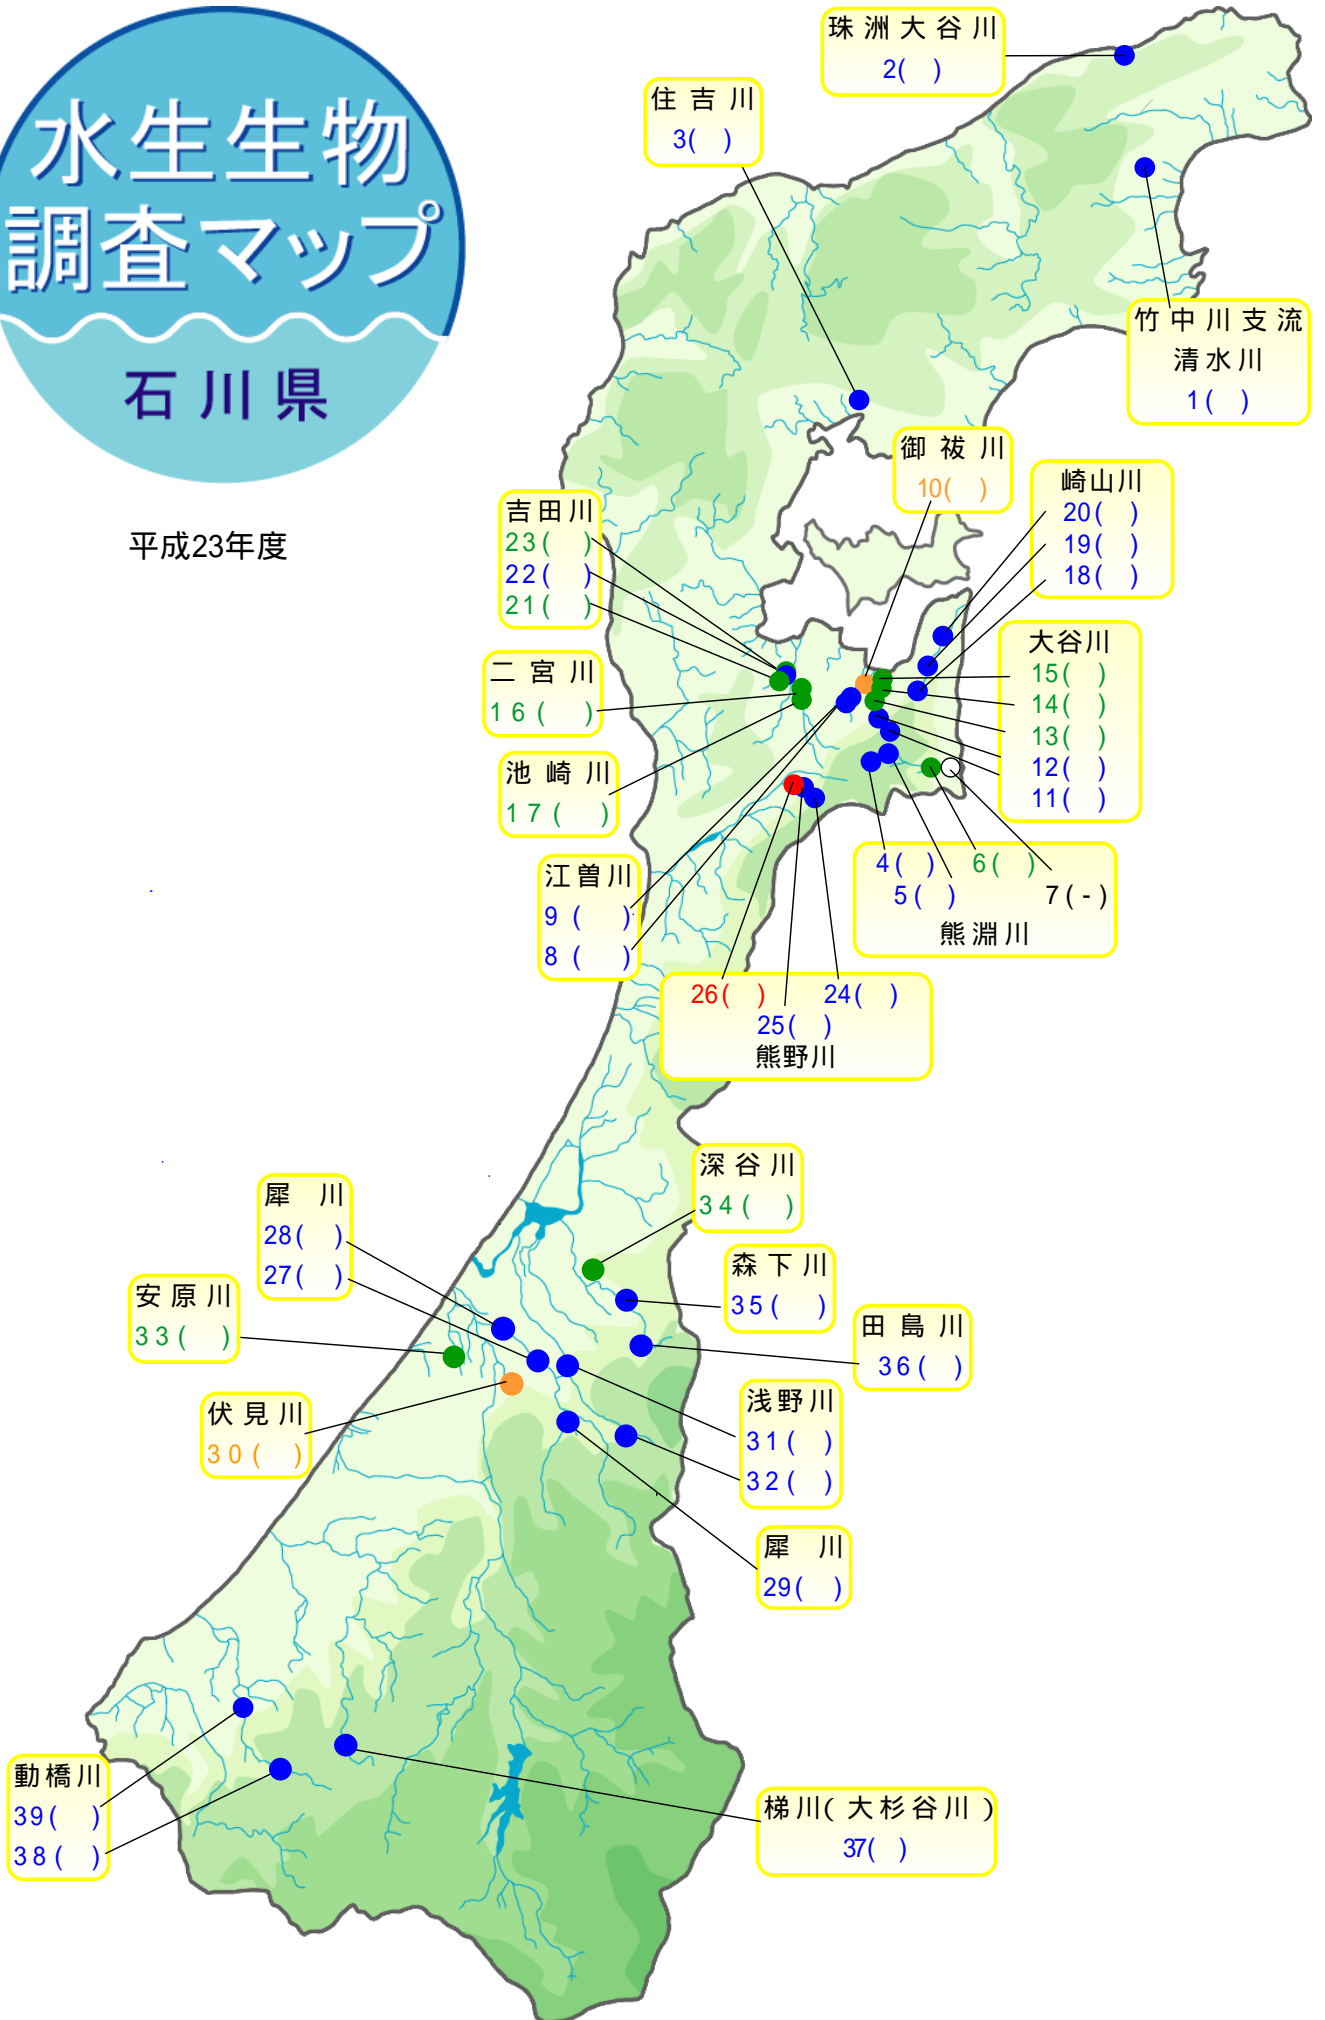 水生生物
調査マップ
石川県
平成23年度
珠洲大谷川
2( )
住吉川
3( )
竹中川支流
清水川
1( )
御祓川
10( )
崎山川
20( )
19( )
18( )
吉田川
23( )
22( )
21( )
大谷川
15( )
14( )
13( )
12( )
11( )
二宮川
16( )
池崎川
17( )
江曽川
9( )
8( )
4( ) 6( )
5( ) 7(-)
熊淵川
26( ) 24( )
25( )
熊野川
深谷川
34( )
犀川
28( )
27( )
森下川
35( )
安原川
33( )
田島川
36( )
伏見川
30( )
浅野川
31( )
32( )
犀川
29( )
動橋川
39( )
38( )
梯川(大杉谷川)
37( )